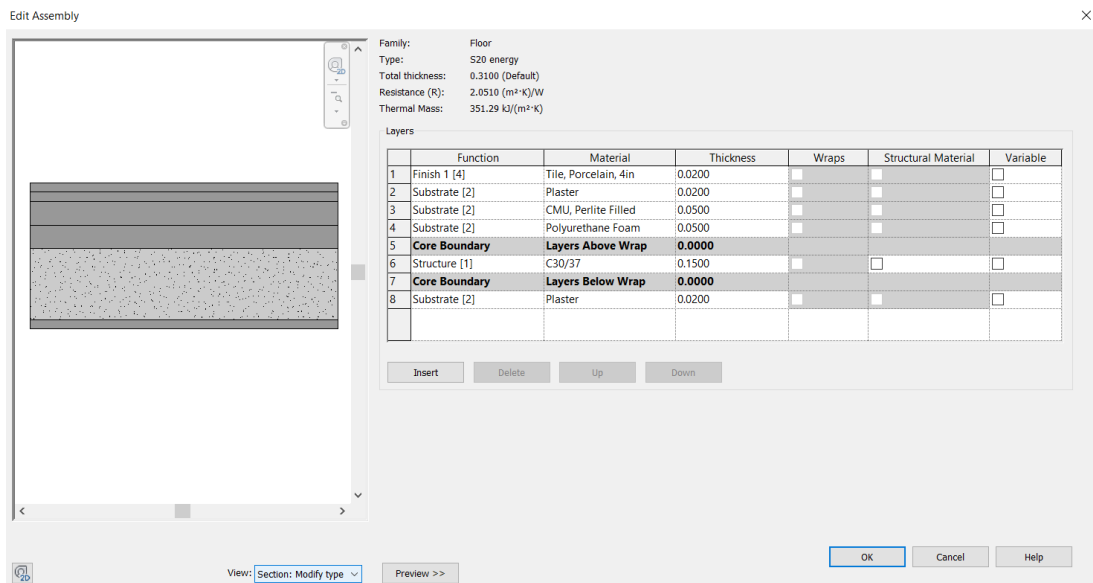 Edit Assembly
Family: Floor
Type: S20 energy
Total thickness: 0.3100 (Default)
Resistance (R): 2.0510 (m²·K)/W
Thermal Mass: 351.29 kJ/(m²·K)
Layers
Function Material Thickness Wraps Structural Material Variable
1 Finish 1 [4] Tile, Porcelain, 4in 0.0200
2 Substrate [2] Plaster 0.0200
3 Substrate [2] CMU, Perlite Filled 0.0500
4 Substrate [2] Polyurethane Foam 0.0500
5 Core Boundary Layers Above Wrap 0.0000
6 Structure [1] C30/37 0.1500
7 Core Boundary Layers Below Wrap 0.0000
8 Substrate [2] Plaster 0.0200
Insert Delete Up Down
OK Cancel Help
2D View: Section: Modify type Preview >>